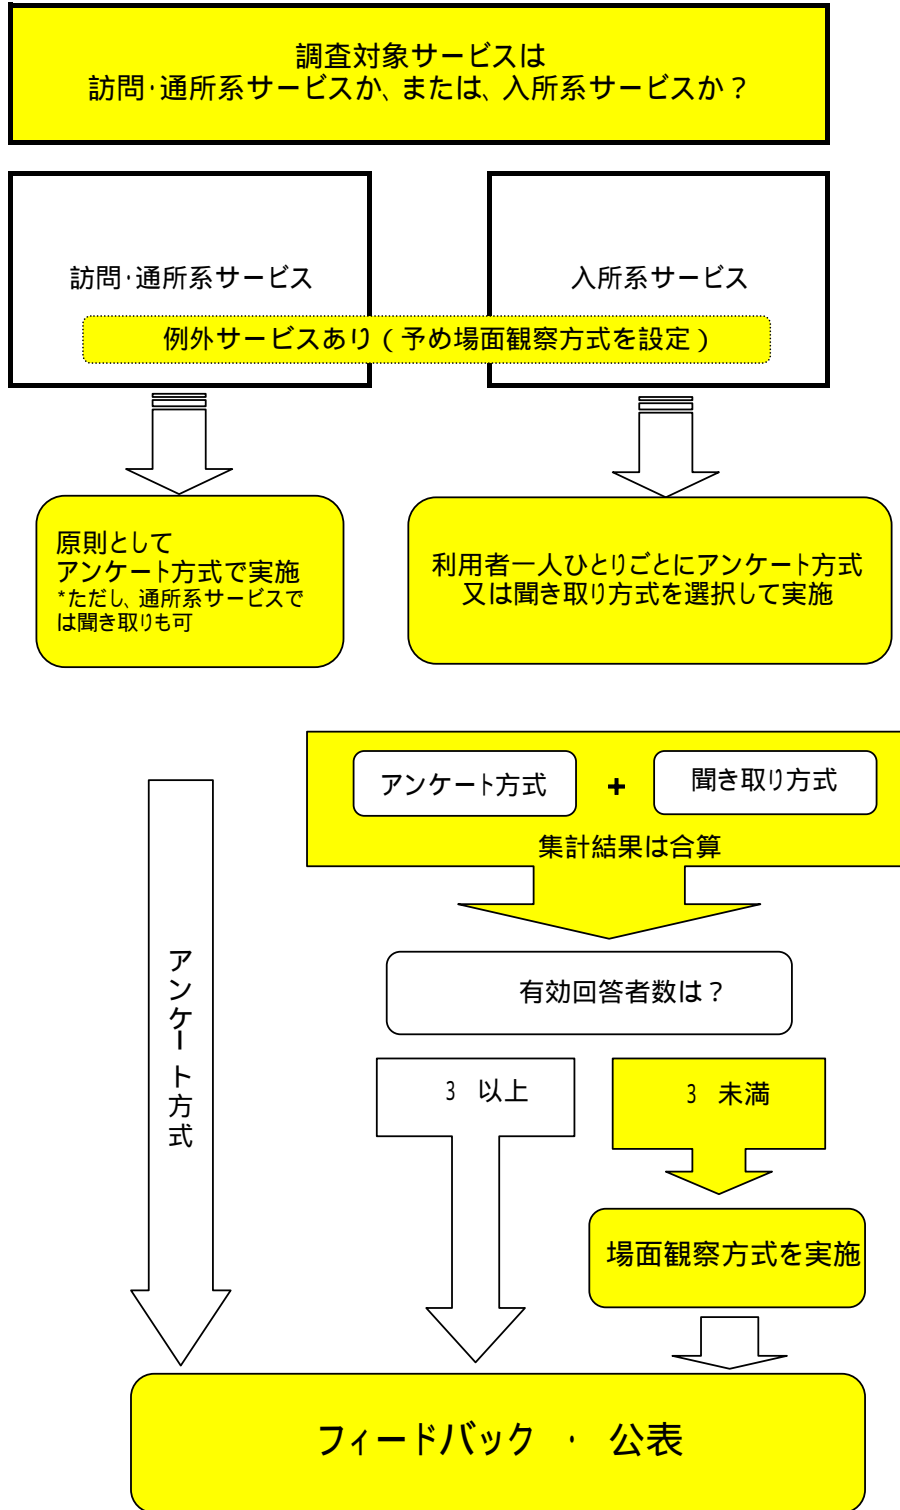 調査対象サービスは
訪問・通所系サービスか、または、入所系サービスか?
訪問・通所系サービス
入所系サービス
例外サービスあり(予め場面観察方式を設定)
原則として
アンケート方式で実施
*ただし、通所系サービスで
は聞き取りも可
利用者一人ひとりごとにアンケート方式
又は聞き取り方式を選択して実施
アンケート方式 + 聞き取り方式
集計結果は合算
アンケート方式
有効回答者数は?
3 以上
3 未満
場面観察方式を実施
フィードバック ・ 公表